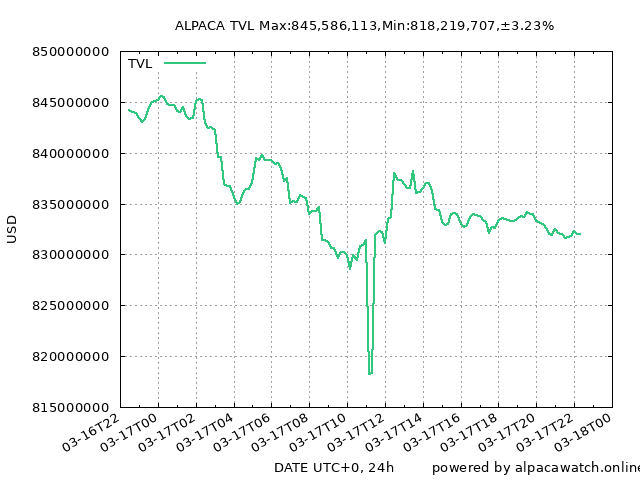 ALPACA TVL Max:845,586,113,Min:818,219,707,±3.23%
850000000
TVL
845000000
840000000
835000000
USD
830000000
825000000
820000000
815000000
03-16T22 03-17T00 03-17T02 03-17T04 03-17T06 03-17T08 03-17T10 03-17T12 03-17T14 03-17T16 03-17T18 03-17T20 03-17T22 03-18T00
DATE UTC+0, 24h powered by alpacawatch.online